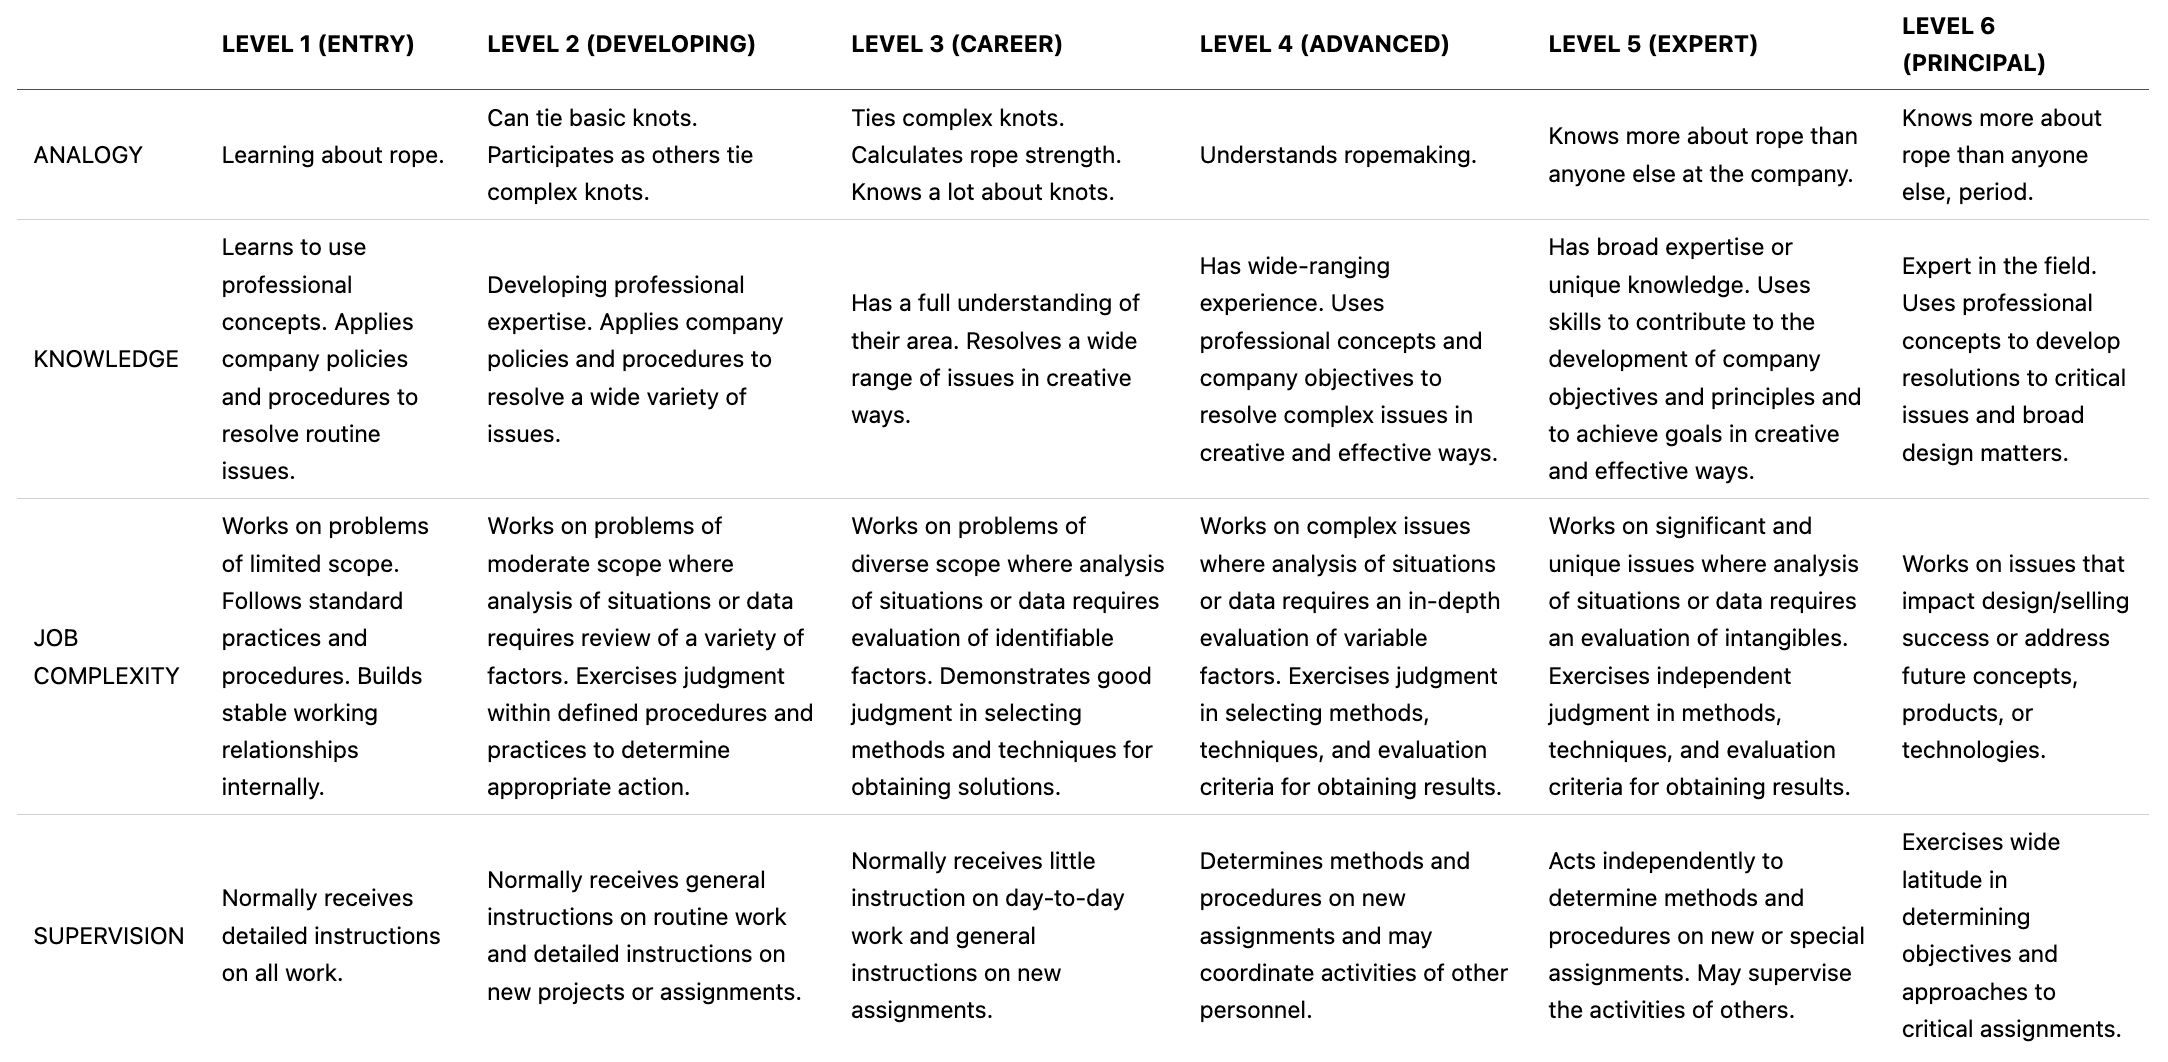 LEVEL 1 (ENTRY)
LEVEL 2 (DEVELOPING)
LEVEL 3 (CAREER)
LEVEL 4 (ADVANCED)
LEVEL 5 (EXPERT)
LEVEL 6
(PRINCIPAL)
ANALOGY
Learning about rope.
Can tie basic knots.
Participates as others tie
complex knots.
Ties complex knots.
Calculates rope strength.
Knows a lot about knots.
Understands ropemaking.
Knows more about rope than
anyone else at the company.
Knows more about
rope than anyone
else, period.
KNOWLEDGE
Learns to use
professional
concepts. Applies
company policies
and procedures to
resolve routine
issues.
Developing professional
expertise. Applies company
policies and procedures to
resolve a wide variety of
issues.
Has a full understanding of
their area. Resolves a wide
range of issues in creative
ways.
Has wide-ranging
experience. Uses
professional concepts and
company objectives to
resolve complex issues in
creative and effective ways.
Has broad expertise or
unique knowledge. Uses
skills to contribute to the
development of company
objectives and principles and
to achieve goals in creative
and effective ways.
Expert in the field.
Uses professional
concepts to develop
resolutions to critical
issues and broad
design matters.
JOB
COMPLEXITY
Works on problems
of limited scope.
Follows standard
practices and
procedures. Builds
stable working
relationships
internally.
Works on problems of
moderate scope where
analysis of situations or data
requires review of a variety of
factors. Exercises judgment
within defined procedures and
practices to determine
appropriate action.
Works on problems of
diverse scope where analysis
of situations or data requires
evaluation of identifiable
factors. Demonstrates good
judgment in selecting
methods and techniques for
obtaining solutions.
Works on complex issues
where analysis of situations
or data requires an in-depth
evaluation of variable
factors. Exercises judgment
in selecting methods,
techniques, and evaluation
criteria for obtaining results.
Works on significant and
unique issues where analysis
of situations or data requires
an evaluation of intangibles.
Exercises independent
judgment in methods,
techniques, and evaluation
criteria for obtaining results.
Works on issues that
impact design/selling
success or address
future concepts,
products, or
technologies.
SUPERVISION
Normally receives
detailed instructions
on all work.
Normally receives general
instructions on routine work
and detailed instructions on
new projects or assignments.
Normally receives little
instruction on day-to-day
work and general
instructions on new
assignments.
Determines methods and
procedures on new
assignments and may
coordinate activities of other
personnel.
Acts independently to
determine methods and
procedures on new or special
assignments. May supervise
the activities of others.
Exercises wide
latitude in
determining
objectives and
approaches to
critical assignments.